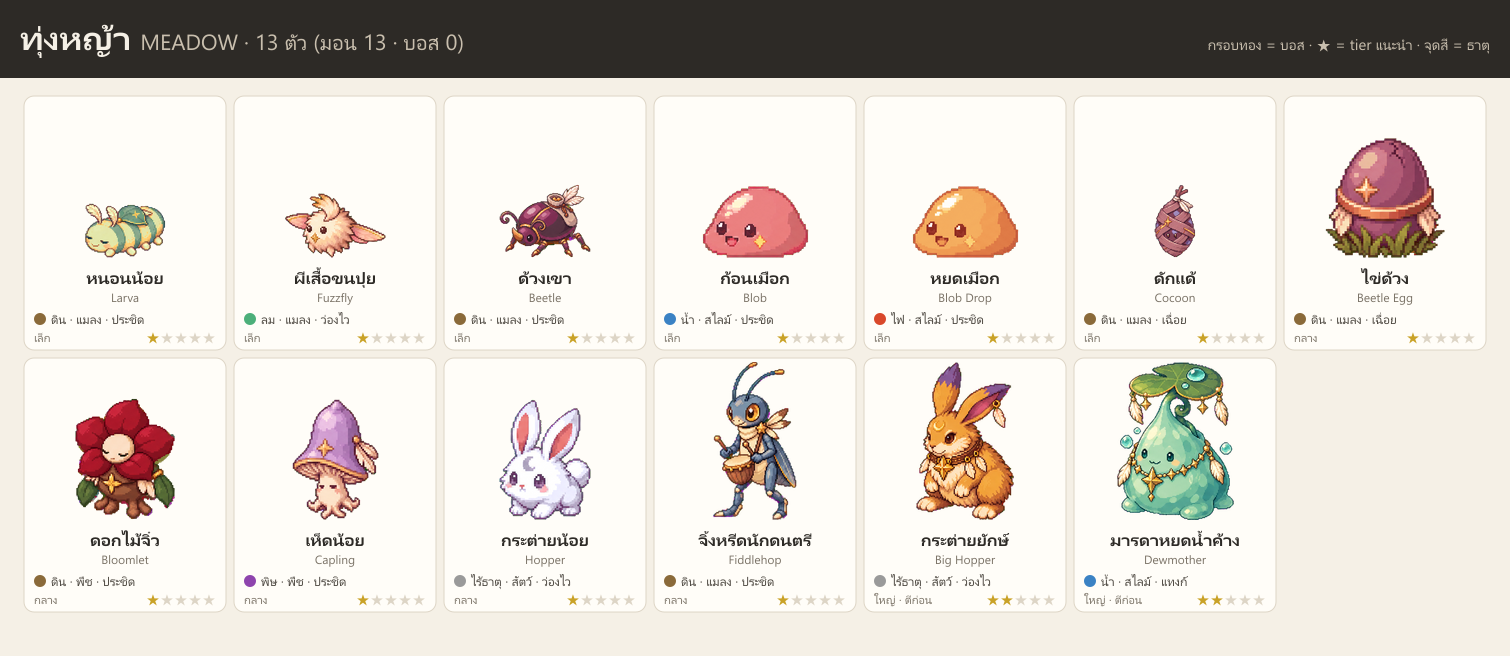 ทุ่งหญ้า MEADOW · 13 ตัว (มอน 13 · บอส 0)
กรอบทอง = บอส · ★ = tier แนะนำ · จุดสี = ธาตุ
หนอนน้อย
Larva
ดิน · แมลง · ประชิด
เล็ก ★★★★★
ผีเสื้อขนปุย
Fuzzfly
ลม · แมลง · ว่องไว
เล็ก ★★★★★
ด้วงเขา
Beetle
ดิน · แมลง · ประชิด
เล็ก ★★★★★
ก้อนเมือก
Blob
น้ำ · สไลม์ · ประชิด
เล็ก ★★★★★
หยดเมือก
Blob Drop
ไฟ · สไลม์ · ประชิด
เล็ก ★★★★★
ดักแด้
Cocoon
ดิน · แมลง · เฉื่อย
เล็ก ★★★★★
ไข่ด้วง
Beetle Egg
ดิน · แมลง · เฉื่อย
กลาง ★★★★★
ดอกไม้จิ๋ว
Bloomlet
ดิน · พืช · ประชิด
กลาง ★★★★★
เห็ดน้อย
Capling
พิษ · พืช · ประชิด
กลาง ★★★★★
กระต่ายน้อย
Hopper
ไร้ธาตุ · สัตว์ · ว่องไว
กลาง ★★★★★
จิ้งหรีดนักดนตรี
Fiddlehop
ดิน · แมลง · ประชิด
กลาง ★★★★★
กระต่ายยักษ์
Big Hopper
ไร้ธาตุ · สัตว์ · ว่องไว
ใหญ่ · ตีก่อน ★★★★★
มารดาหยดน้ำค้าง
Dewmother
น้ำ · สไลม์ · แทงก์
ใหญ่ · ตีก่อน ★★★★★